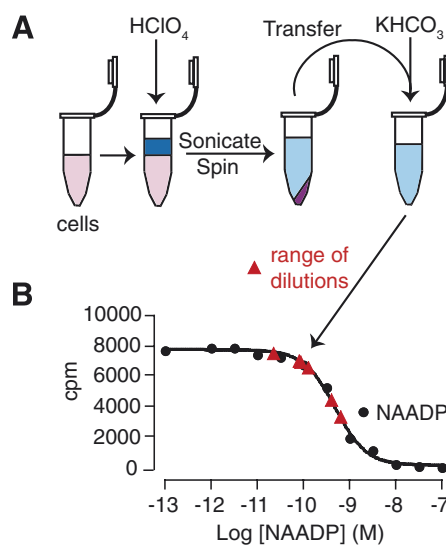 A
HClO4
Transfer
KHCO3
Sonicate
Spin
cells
range of
dilutions
B
10000
8000
6000
4000
2000
0
cpm
NAADP
-13 -12 -11 -10 -9 -8 -7
Log [NAADP] (M)